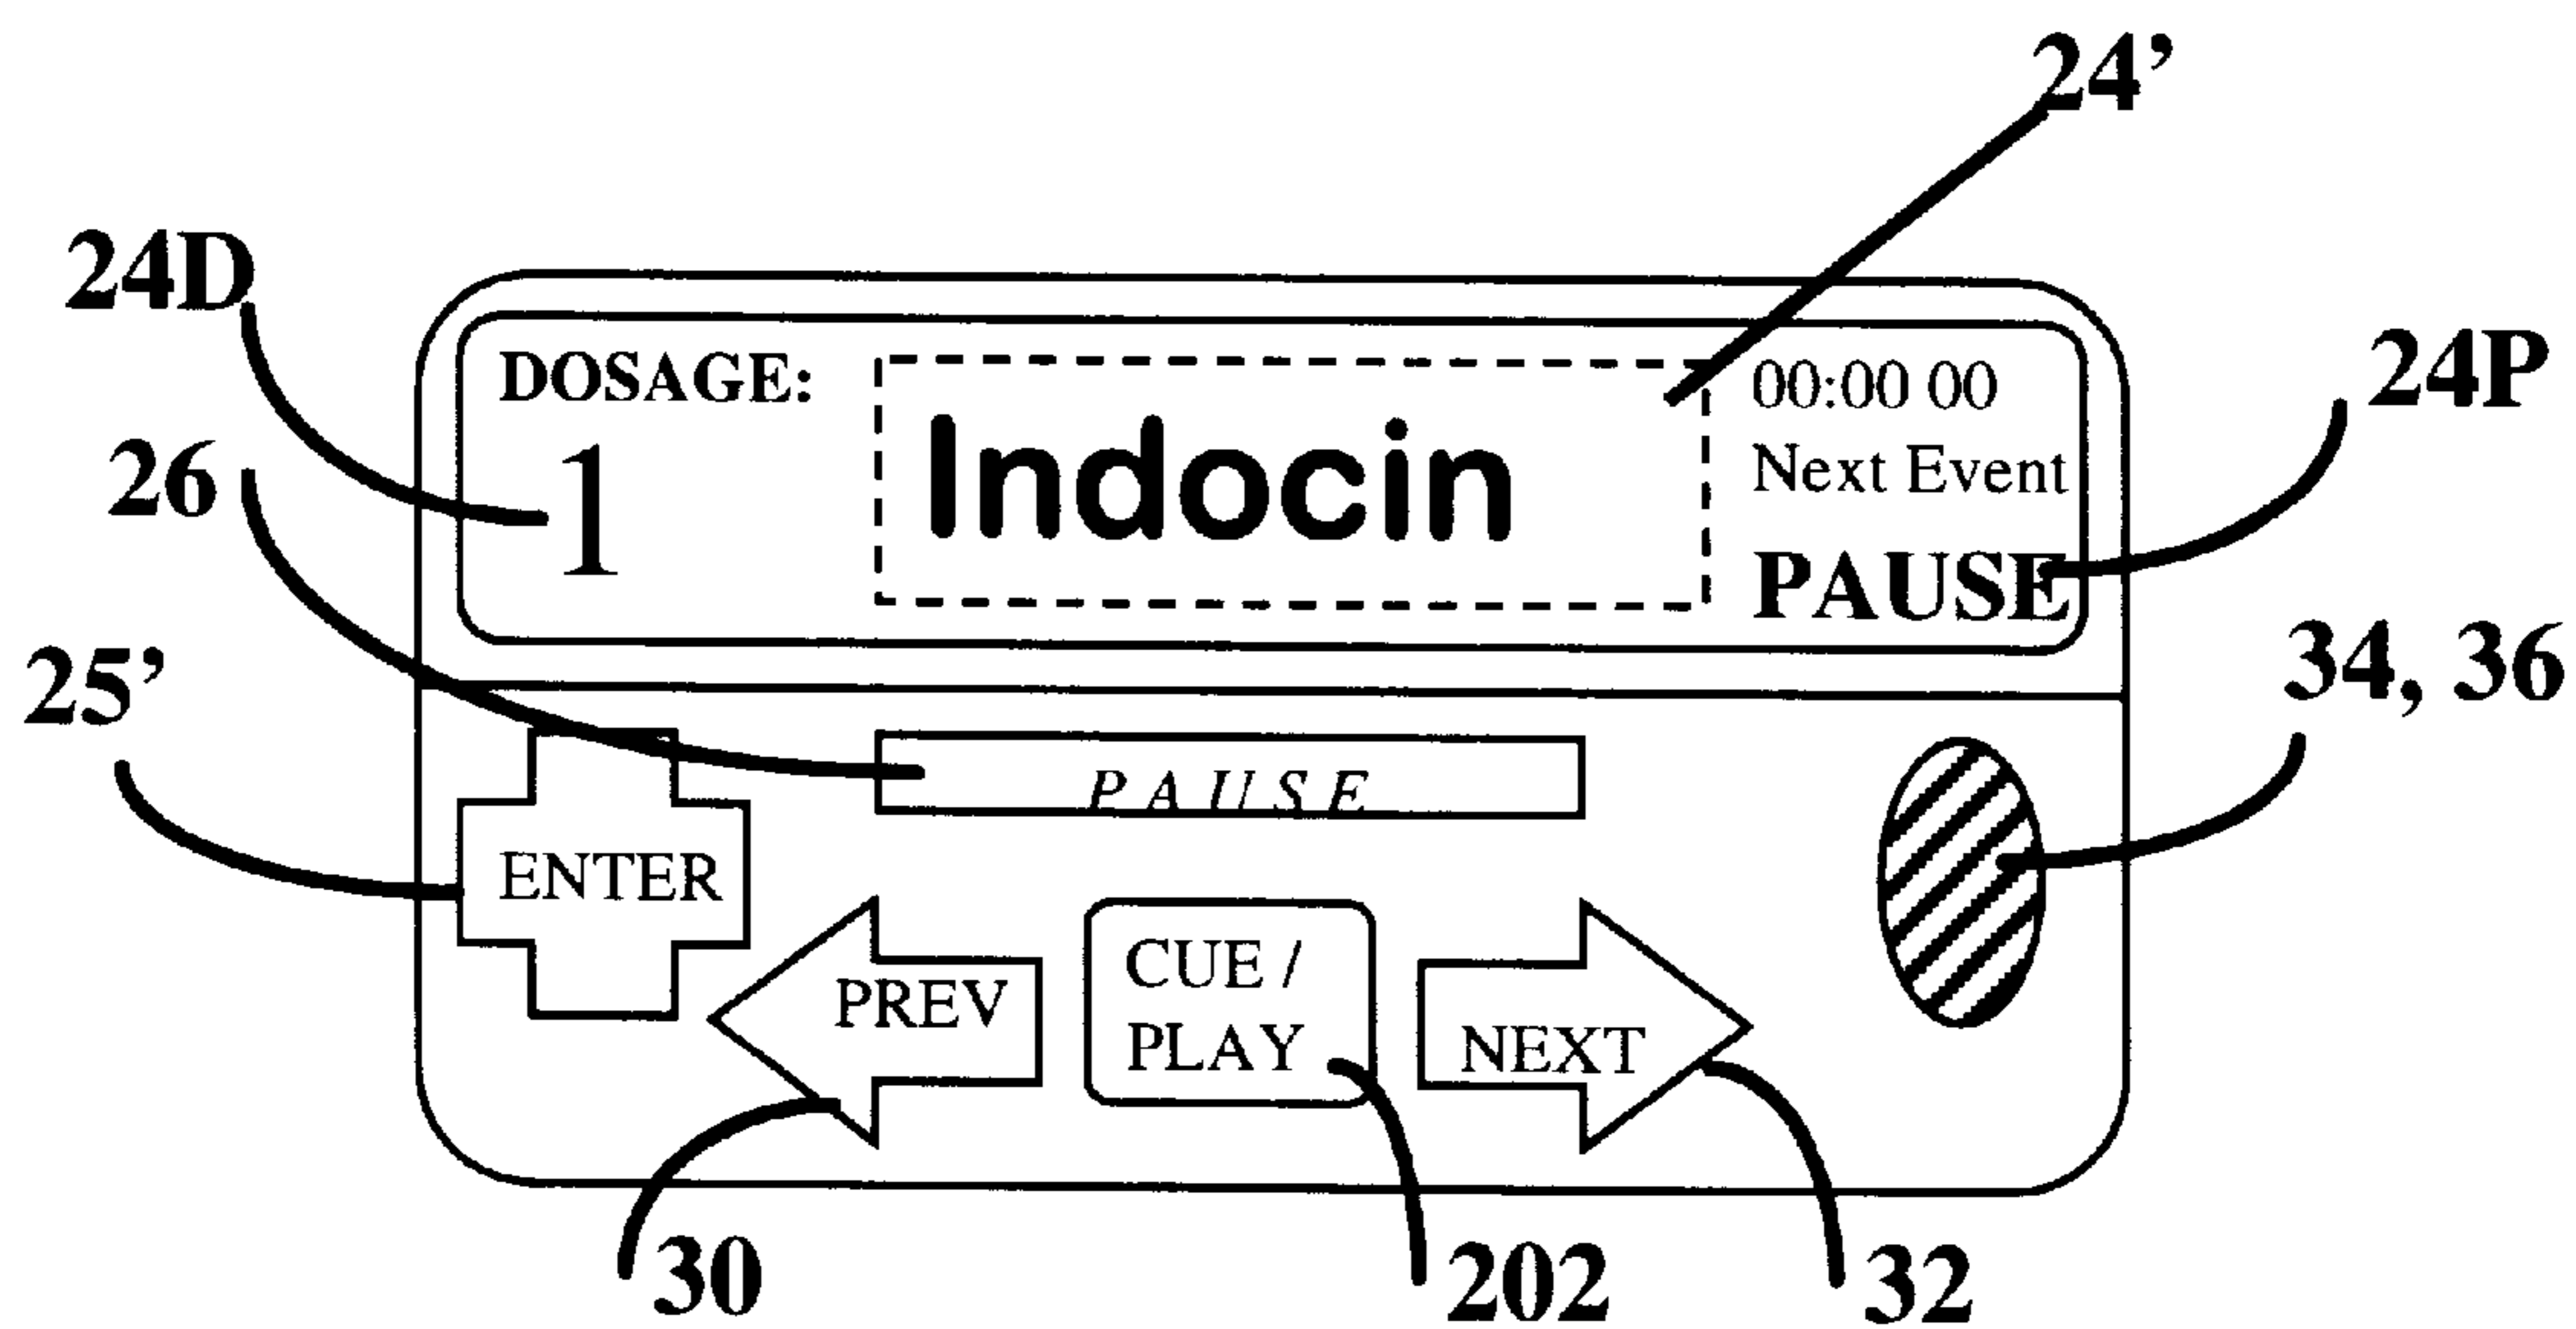 24’
24D
DOSAGE:
00:00 00
24P
Indocin
Next Event
26
1
PAUSE
25’
34, 36
PAUSE
ENTER
CUE /
PREV
PLAY
NEXT
30
202
32